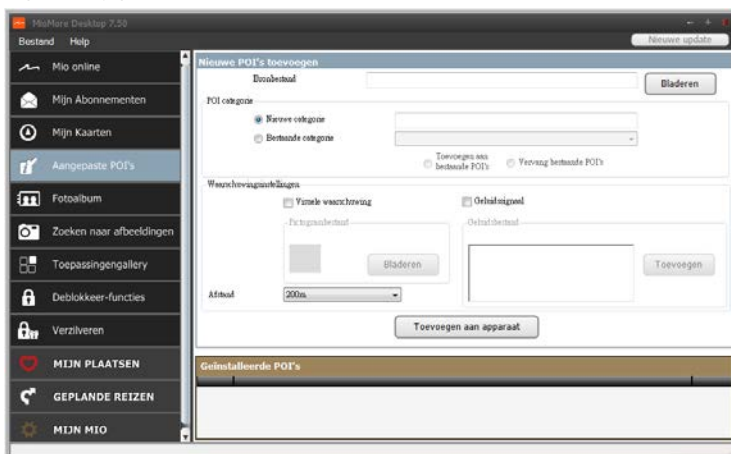 MioMore Desktop 7.50
Bestand Help
Nieuwe update
Mio online
Mijn Abonnementen
Mijn Kaarten
Aangepaste POI's
Fotoalbum
Zoeken naar afbeeldingen
Toepassingengallery
Deblokkeer-functies
Verzilveren
MIJN PLAATSEN
GEPLANDE REIZEN
MIJN MIO
Nieuwe POI's toevoegen
Bronbestand
Bladeren
POI categorie
Nieuwe categorie
Bestaande categorie
Toevoegen aan
bestaande POI's
Vervang bestaande POI's
Waarschuwingsinstellingen
Visuele waarschuwing
Geluidssignaal
Pictogrambestand
Geluidsbestand
Bladeren
Toevoegen
Afstand
200m
Toevoegen aan apparaat
Geïnstalleerde POI's